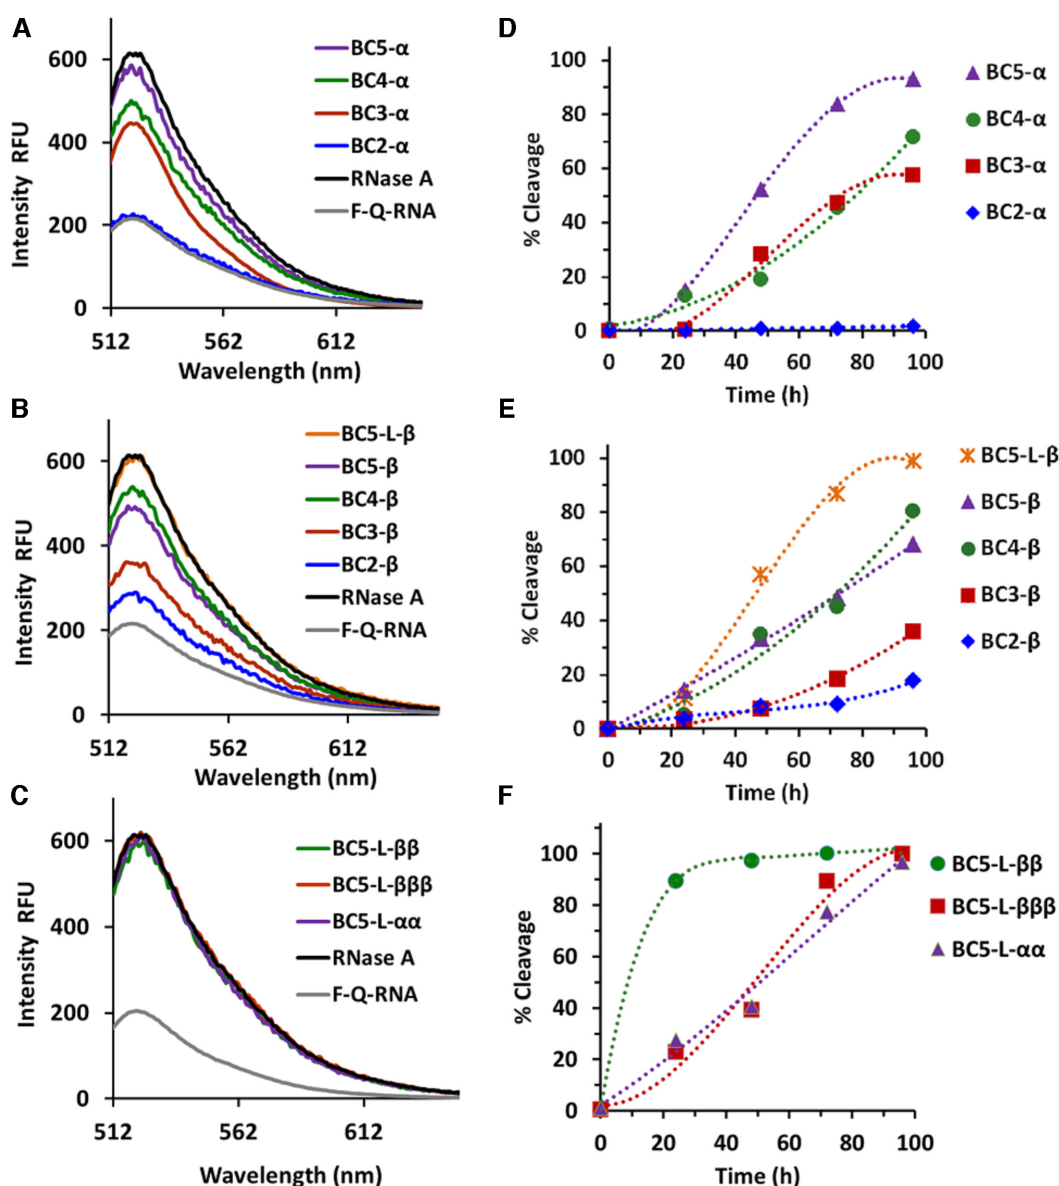 A
Intensity RFU
600
400
200
0
512
562
612
Wavelength (nm)
BC5-α
BC4-α
BC3-α
BC2-α
RNase A
F-Q-RNA
D
% Cleavage
100
80
60
40
20
0
0
20
40
60
80
100
Time (h)
BC5-α
BC4-α
BC3-α
BC2-α
B
Intensity RFU
600
400
200
0
512
562
612
Wavelength (nm)
BC5-L-β
BC5-β
BC4-β
BC3-β
BC2-β
RNase A
F-Q-RNA
E
% Cleavage
100
80
60
40
20
0
0
20
40
60
80
100
Time (h)
BC5-L-β
BC5-β
BC4-β
BC3-β
BC2-β
C
Intensity RFU
600
400
200
0
512
562
612
Wavelength (nm)
BC5-L-ββ
BC5-L-βββ
BC5-L-αα
RNase A
F-Q-RNA
F
% Cleavage
100
80
60
40
20
0
0
20
40
60
80
100
Time (h)
BC5-L-ββ
BC5-L-βββ
BC5-L-αα